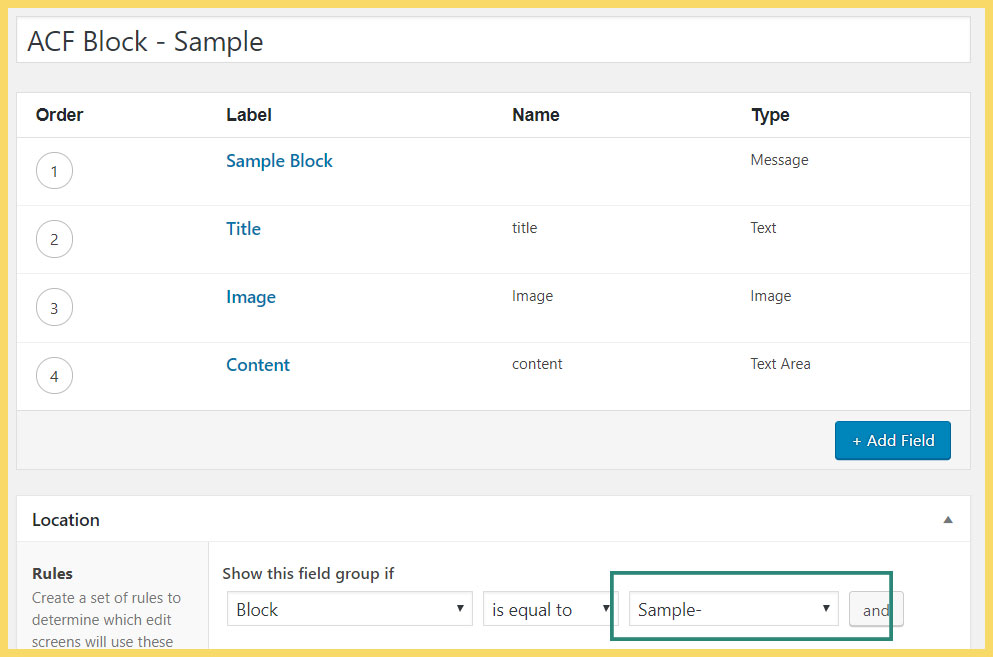 ACF Block - Sample
Order Label Name Type
1 Sample Block Message
2 Title title Text
3 Image Image Image
4 Content content Text Area
+ Add Field
Location
Rules
Create a set of rules to
determine which edit
screens will use these
Show this field group if
Block is equal to Sample- and